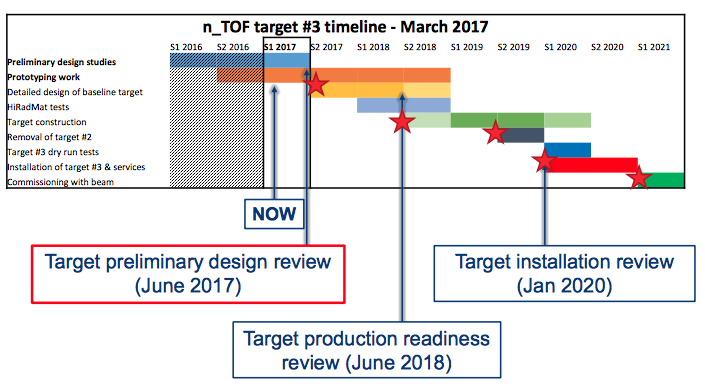 n_TOF target #3 timeline - March 2017
S1 2016 S2 2016 S1 2017 S2 2017 S1 2018 S2 2018 S1 2019 S2 2019 S1 2020 S2 2020 S1 2021
Preliminary design studies
Prototyping work
Detailed design of baseline target
HiRadMat tests
Target construction
Removal of target #2
Target #3 dry run tests
Installation of target #3 & services
Commissioning with beam
NOW
Target preliminary design review
(June 2017)
Target installation review
(Jan 2020)
Target production readiness
review (June 2018)